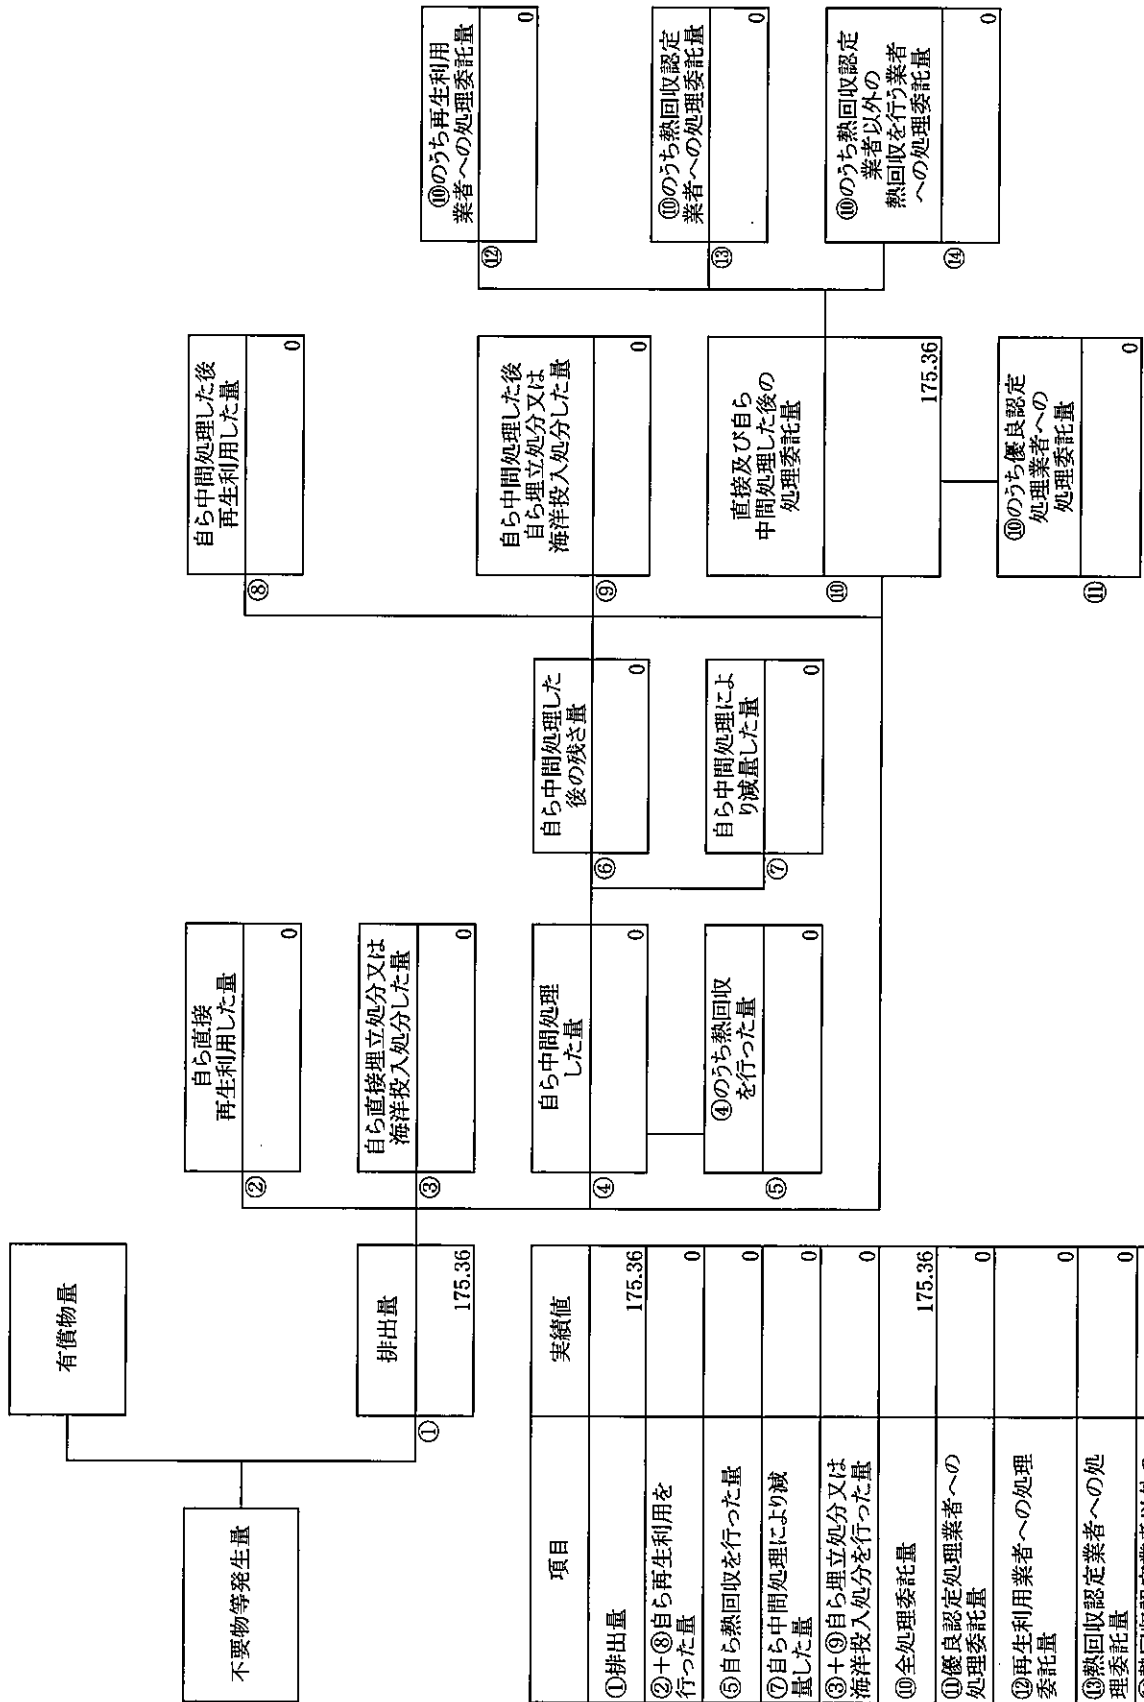 不要物等発生量
有償物量
排出量
①
175.36
自ら直接
再生利用した量
②
0
自ら直接埋立処分又は
海洋投入処分した量
③
0
自ら中間処理
した量
④
0
④のうち熱回収
を行った量
⑤
0
自ら中間処理した
後の残さ量
⑥
0
自ら中間処理によ
り減量した量
⑦
0
自ら中間処理した後
再生利用した量
⑧
0
自ら中間処理した後
自ら埋立処分又は
海洋投入処分した量
⑨
0
直接及び自ら
中間処理した後の
処理委託量
⑩
175.36
⑩のうち優良認定
処理業者への
処理委託量
⑪
0
⑩のうち再生利用
業者への処理委託量
⑫
0
⑩のうち熱回収認定
業者への処理委託量
⑬
0
⑩のうち熱回収認定
業者以外の
熱回収を行う業者
への処理委託量
⑭
0
項目 実績値
①排出量 175.36
②+⑧自ら再生利用を
行った量 0
⑤自ら熱回収を行った量 0
⑦自ら中間処理により減
量した量 0
③+⑨自ら埋立処分又は
海洋投入処分を行った量 0
⑩全処理委託量 175.36
⑪優良認定処理業者への
処理委託量 0
⑫再生利用業者への処理
委託量 0
⑬熱回収認定業者への処
理委託量 0